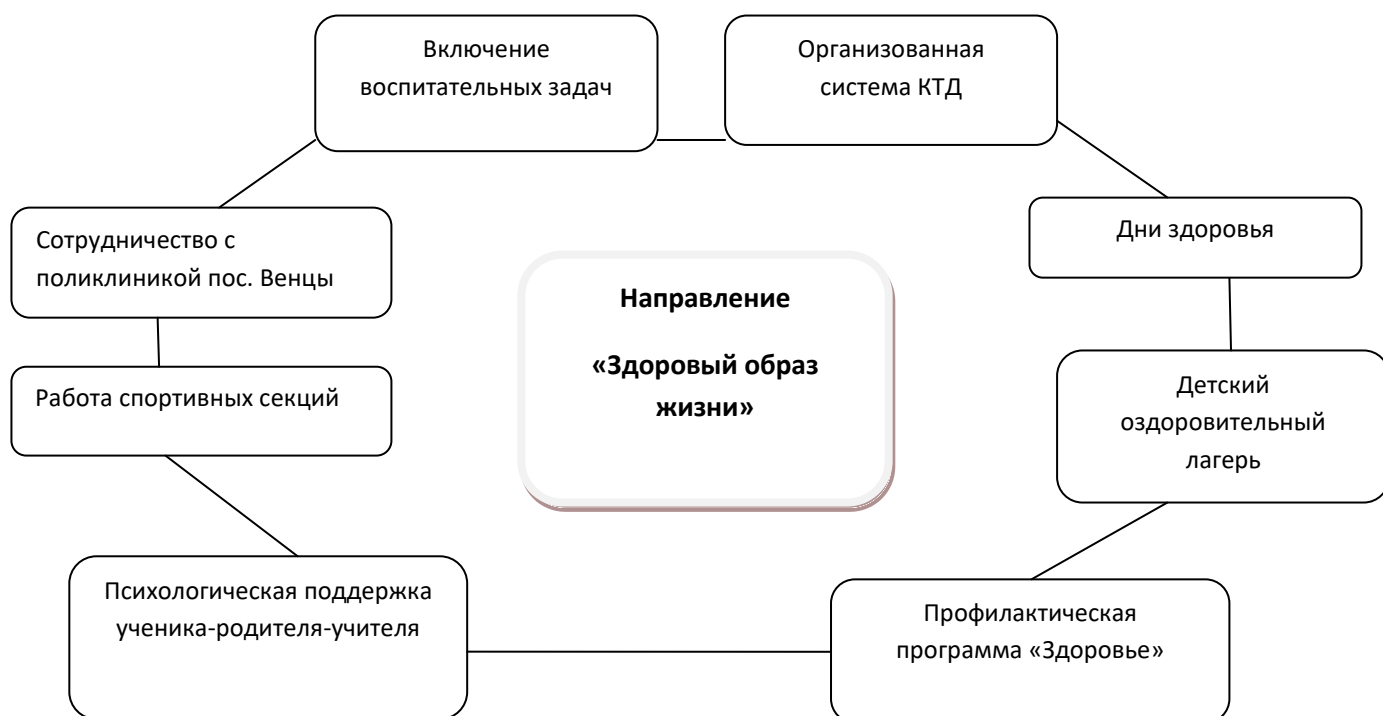 Включение
воспитательных задач
Организованная
система КТД
Сотрудничество с
поликлиникой пос. Венцы
Дни здоровья
Направление
«Здоровый образ
жизни»
Работа спортивных секций
Детский
оздоровительный
лагерь
Психологическая поддержка
ученика-родителя-учителя
Профилактическая
программа «Здоровье»